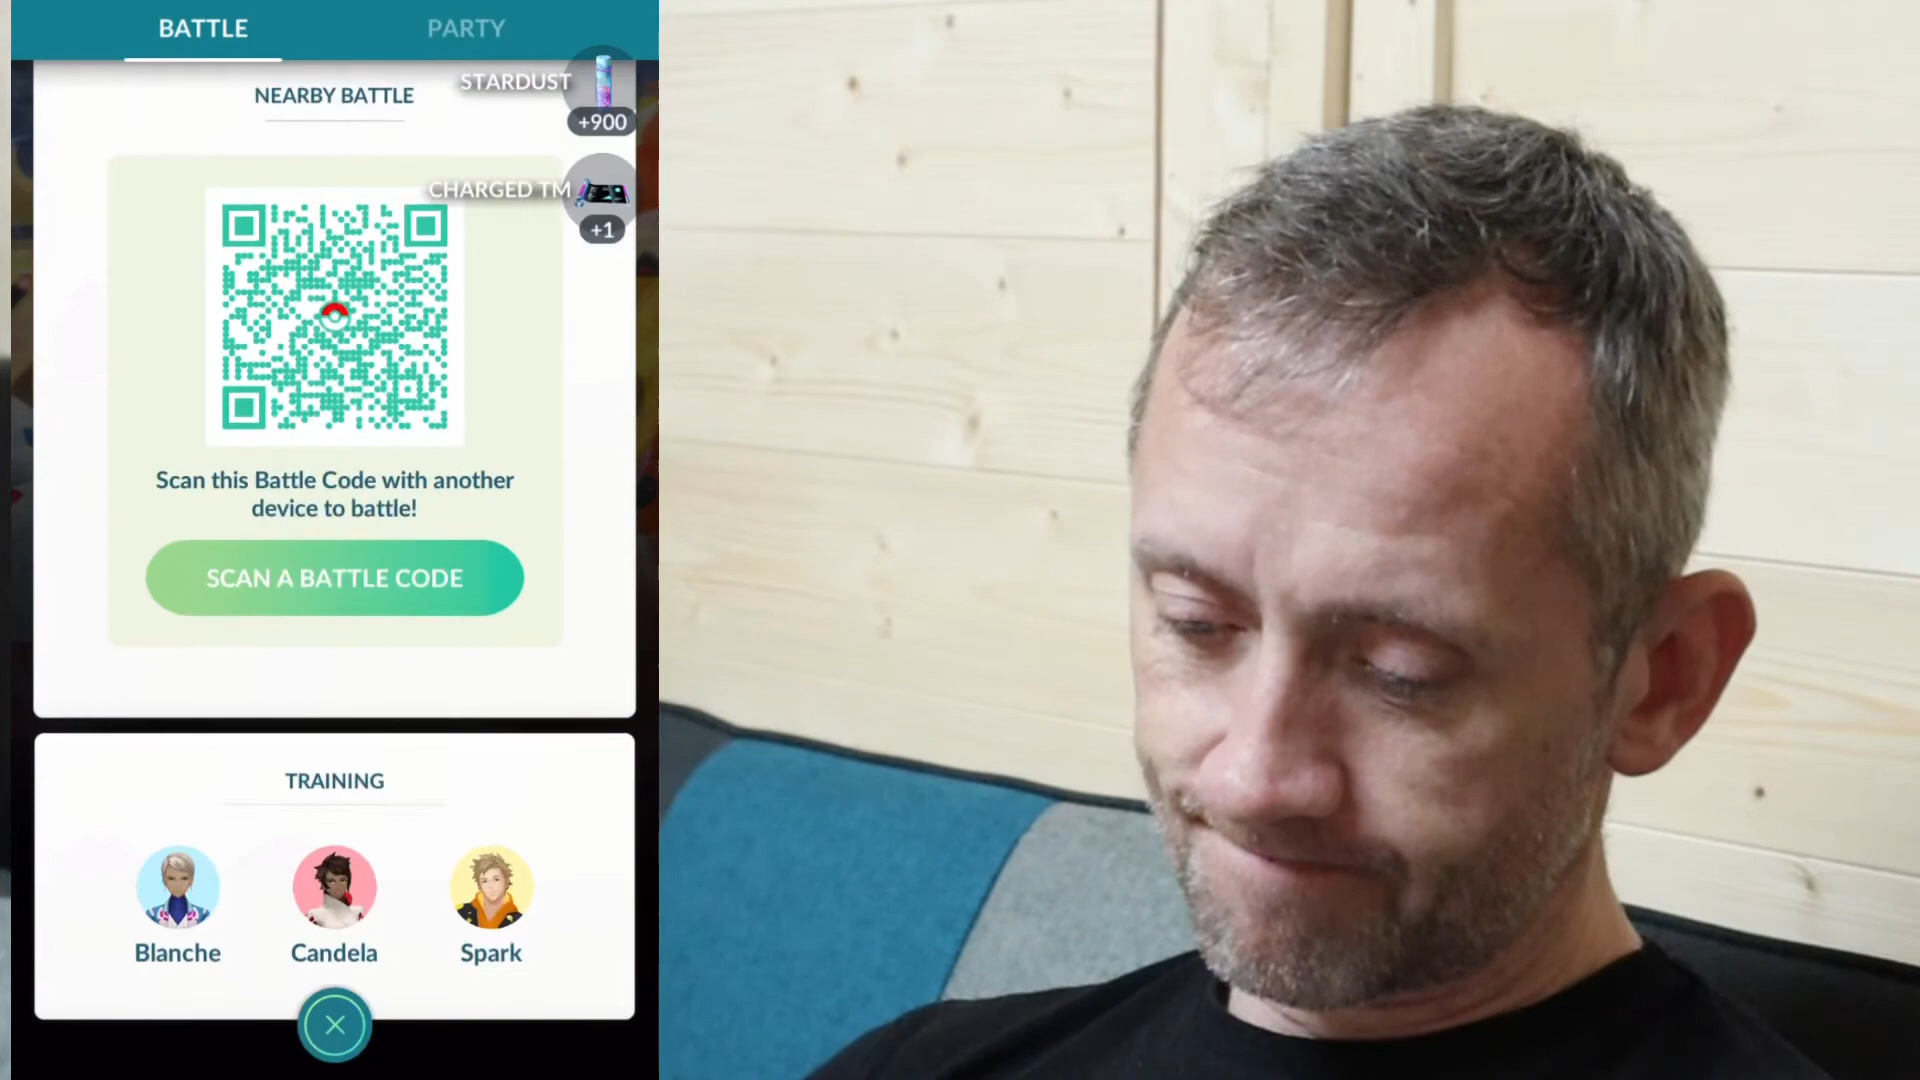 BATTLE
PARTY
NEARBY BATTLE
STARDUST
+900
CHARGED TM
+1
Scan this Battle Code with another
device to battle!
SCAN A BATTLE CODE
TRAINING
Blanche
Candela
Spark